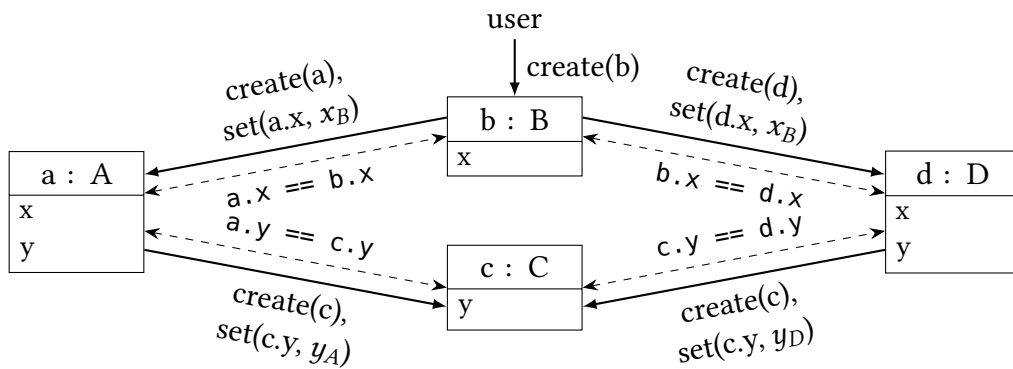 user
create(b)
create(a),
set(a.x, x_B)
create(d),
set(d.x, x_B)
b : B
x
a : A
x
y
d : D
x
y
a.x == b.x
b.x == d.x
a.y == c.y
c.y == d.y
c : C
y
create(c),
set(c.y, y_A)
create(c),
set(c.y, y_D)